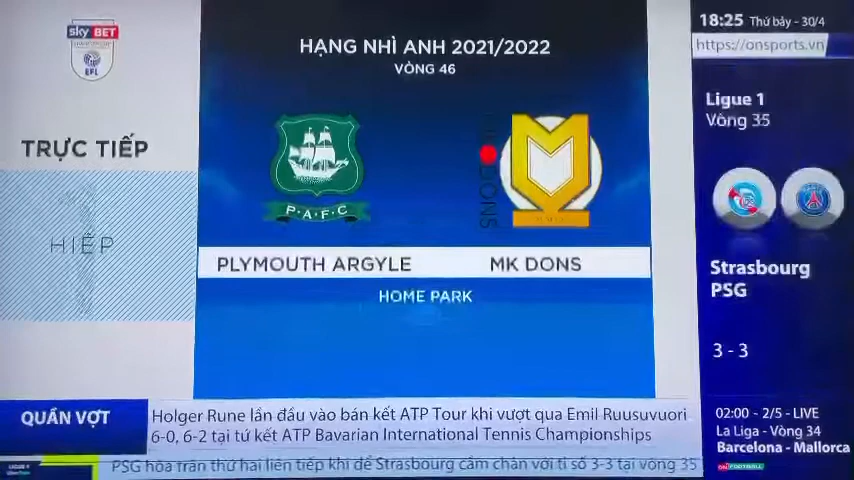 sky BET
EFL
TRỰC TIẾP
HIỆP
HẠNG NHÌ ANH 2021/2022
VÒNG 46
P·A·F·C
DONS
PLYMOUTH ARGYLE
MK DONS
HOME PARK
18:25 Thứ bảy - 30/4
https://onsports.vn
Ligue 1
Vòng 35
Strasbourg
PSG
3 - 3
02:00 - 2/5 - LIVE
La Liga - Vòng 34
Barcelona - Mallorca
ON FOOTBALL
QUẦN VỢT
Holger Rune lần đầu vào bán kết ATP Tour khi vượt qua Emil Ruusuvuori
6-0, 6-2 tại tứ kết ATP Bavarian International Tennis Championships
PSG hòa trận thứ hai liên tiếp khi để Strasbourg cầm chân với tỉ số 3-3 tại vòng 35